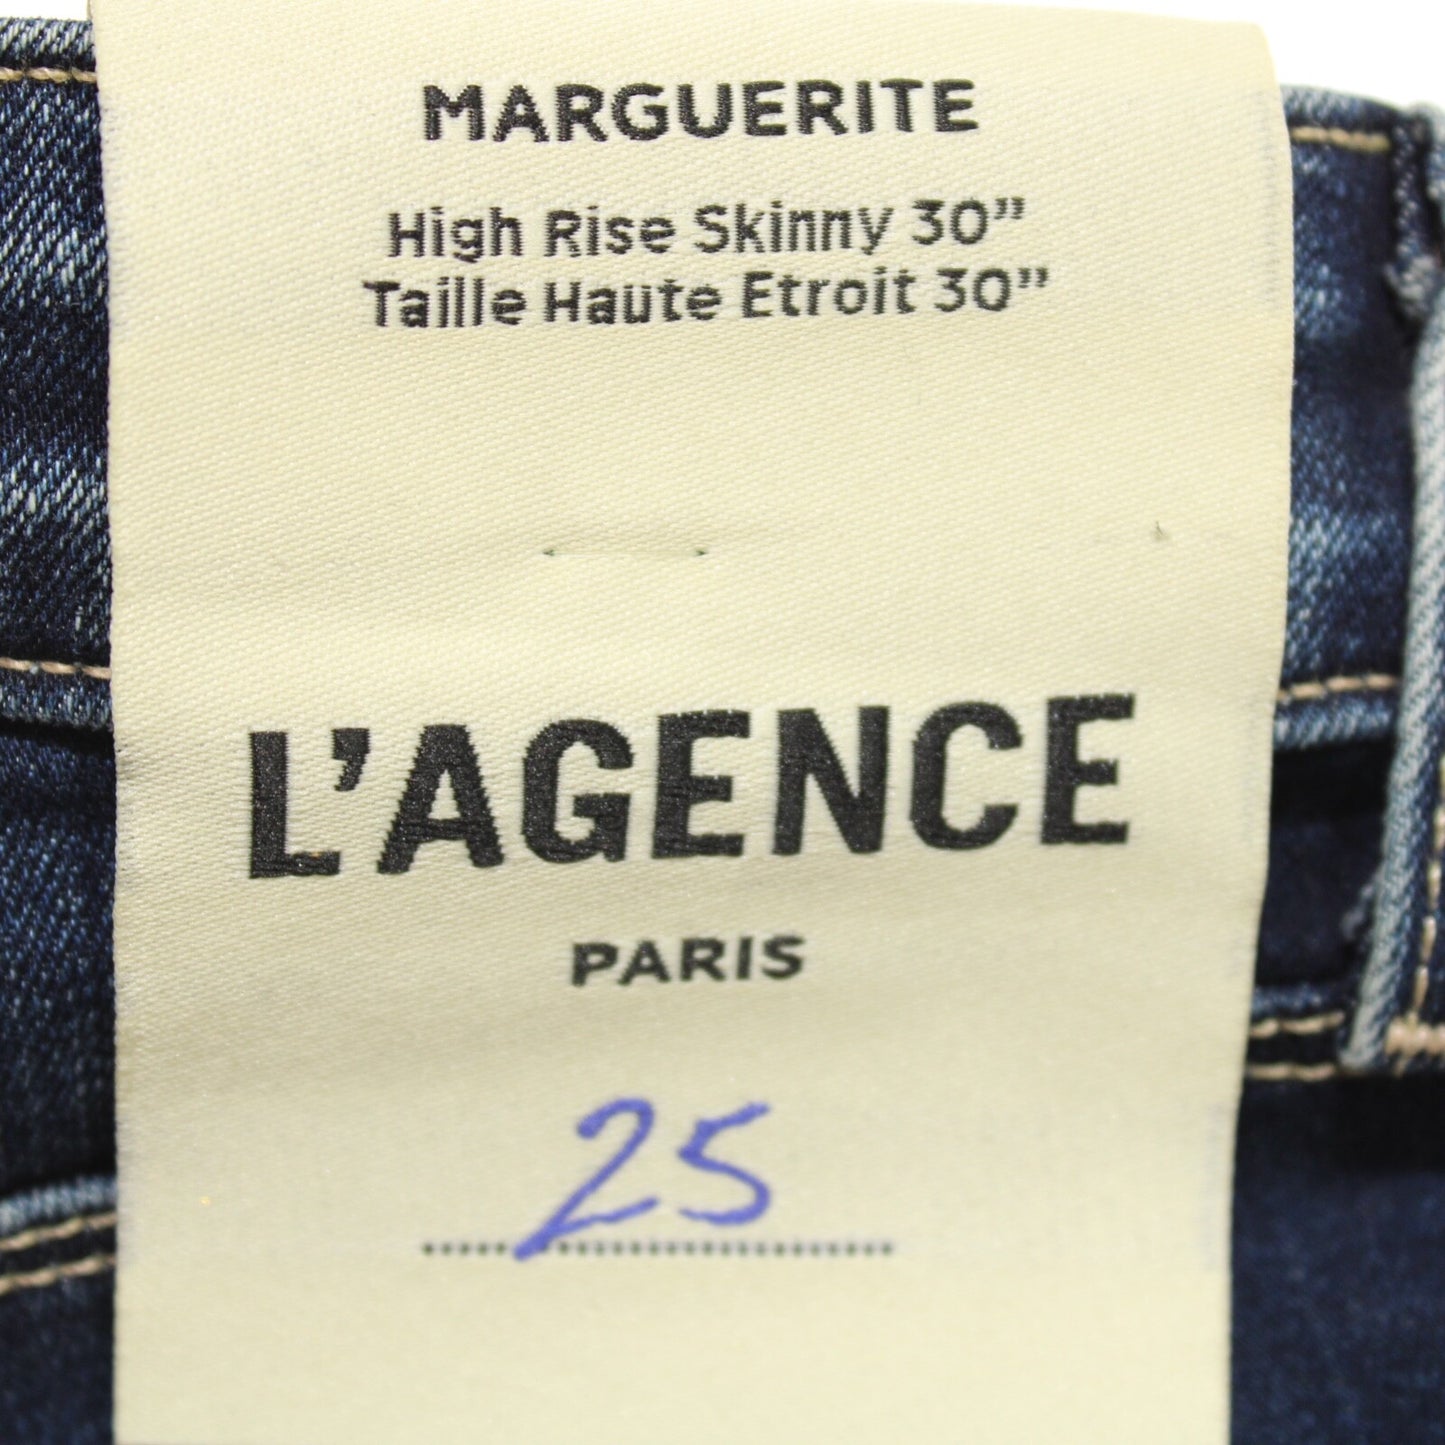 MARGUERITE
High Rise Skinny 30”
Taille Haute Etroit 30”
L’AGENCE
PARIS
25